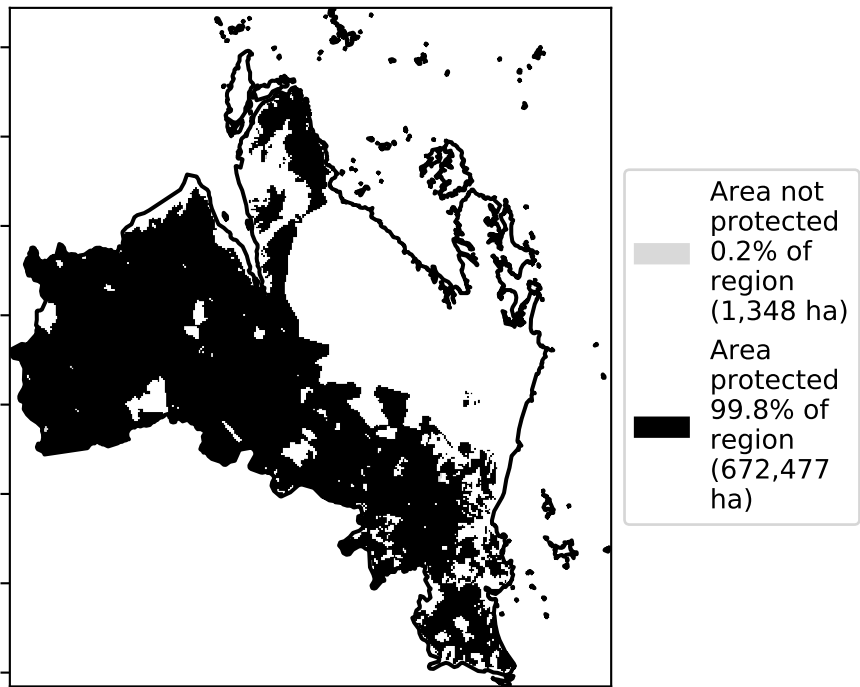 Area not
protected
0.2% of
region
(1,348 ha)
Area
protected
99.8% of
region
(672,477
ha)